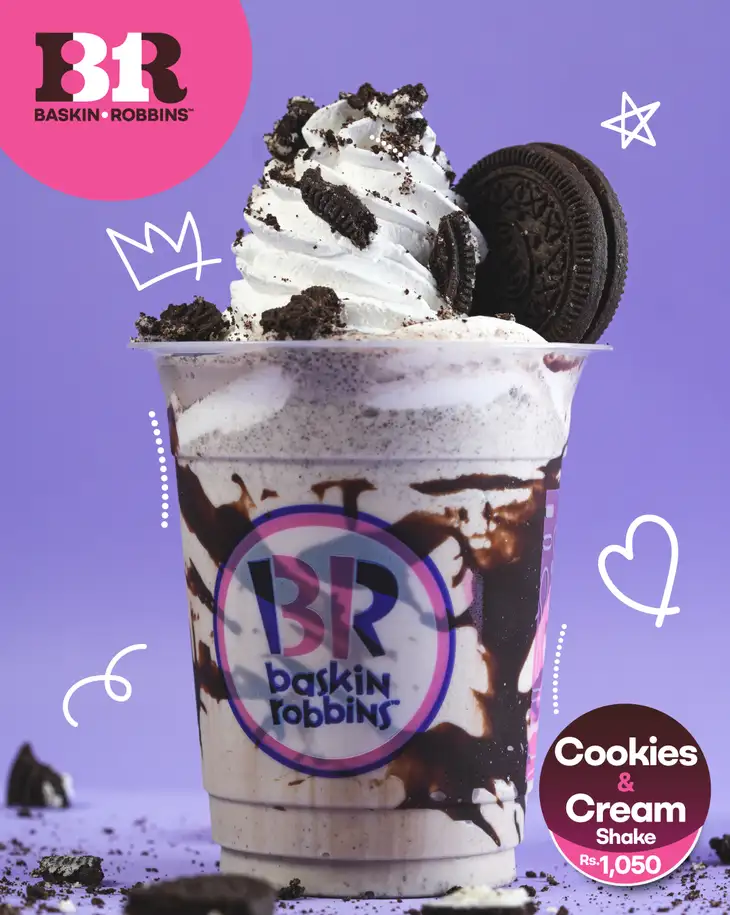 BR
BASKIN•ROBBINS™
BR
baskin
robbins™
Cookies
&
Cream
Shake
Rs.1,050